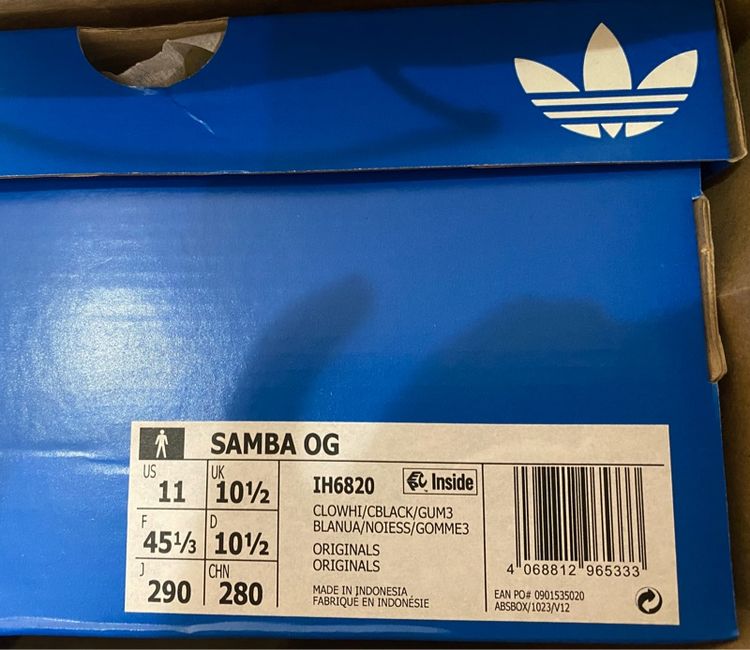 SAMBA OG
US 11
UK 10½
F 45⅓
D 10½
J 290
CHN 280
IH6820
Inside
CLOWHI/CBLACK/GUM3
BLANUA/NOIESS/GOMME3
ORIGINALS
ORIGINALS
MADE IN INDONESIA
FABRIQUÉ EN INDONÉSIE
4 068812 965333
EAN PO# 0901535020
ABSBOX/1023/V12